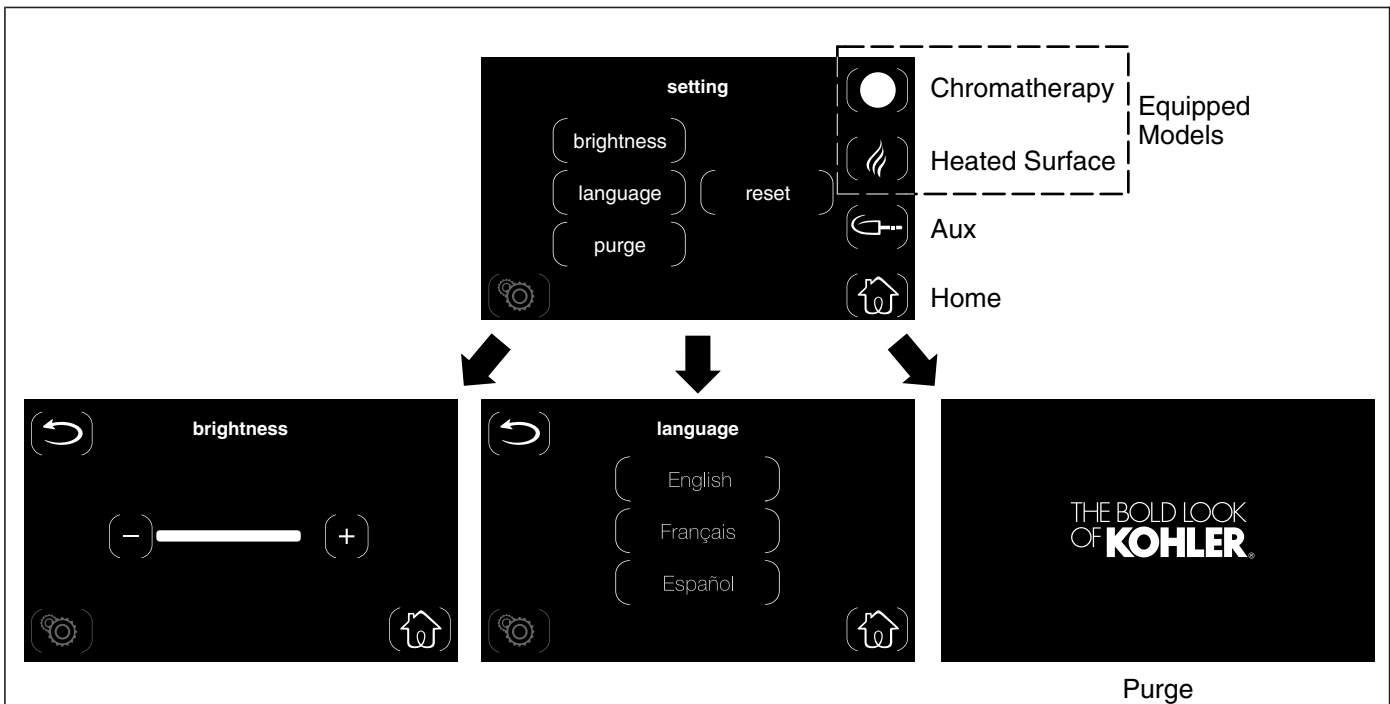 setting
brightness
language
reset
purge
Chromatherapy
Heated Surface
Equipped
Models
Aux
Home
brightness
−
+
language
English
Français
Español
THE BOLD LOOK
OF KOHLER®
Purge